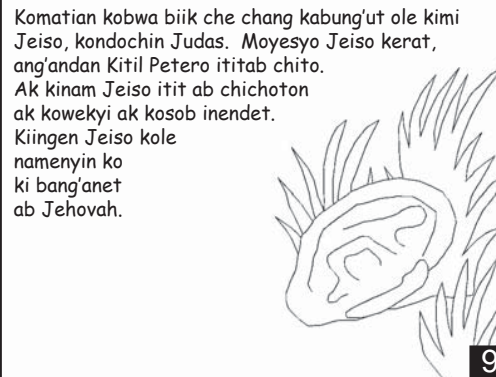 Komatian kobwa biik che chang kabung'ut ole kimi
Jeiso, kondochin Judas.  Moyesyo Jeiso kerat,
ang'andan Kitil Petero ititab chito.
Ak kinam Jeiso itit ab chichoton
ak kowekyi ak kosob inendet.
Kiingen Jeiso kole
namenyin ko
ki bang'anet
ab Jehovah.
9